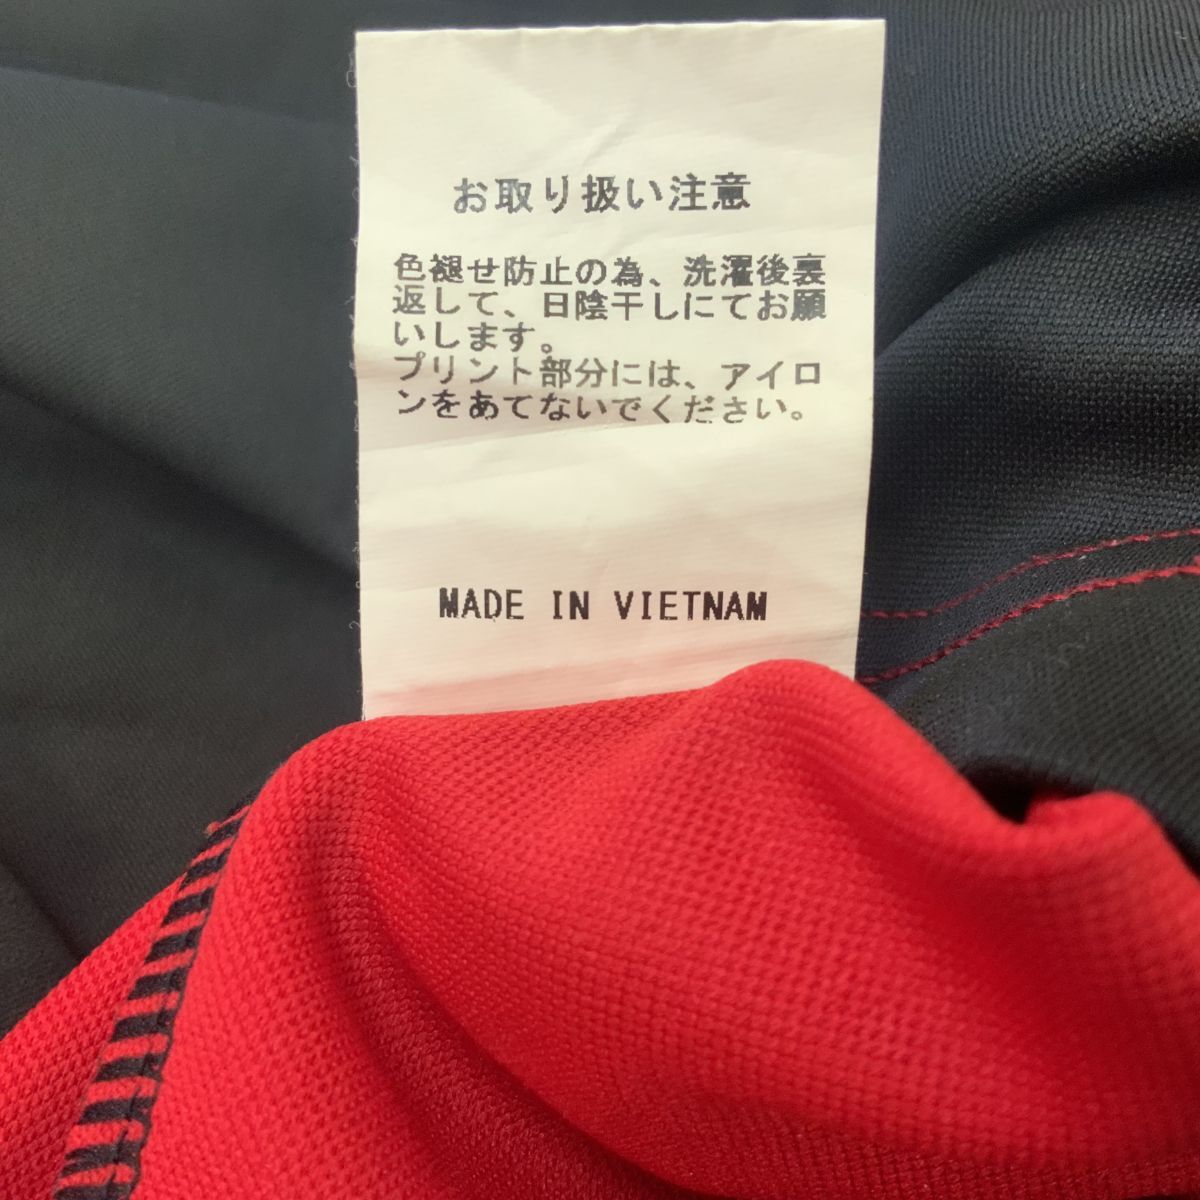 お取り扱い注意
色褪せ防止の為、洗濯後裏
返して、日陰干しにてお願
いします。
プリント部分には、アイロ
ンをあてないでください。
MADE IN VIETNAM